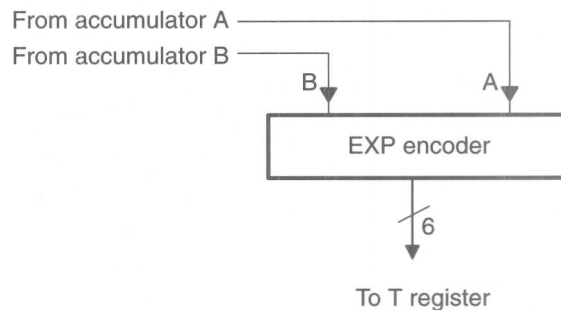 From accumulator A
From accumulator B
B
A
EXP encoder
6
To T register